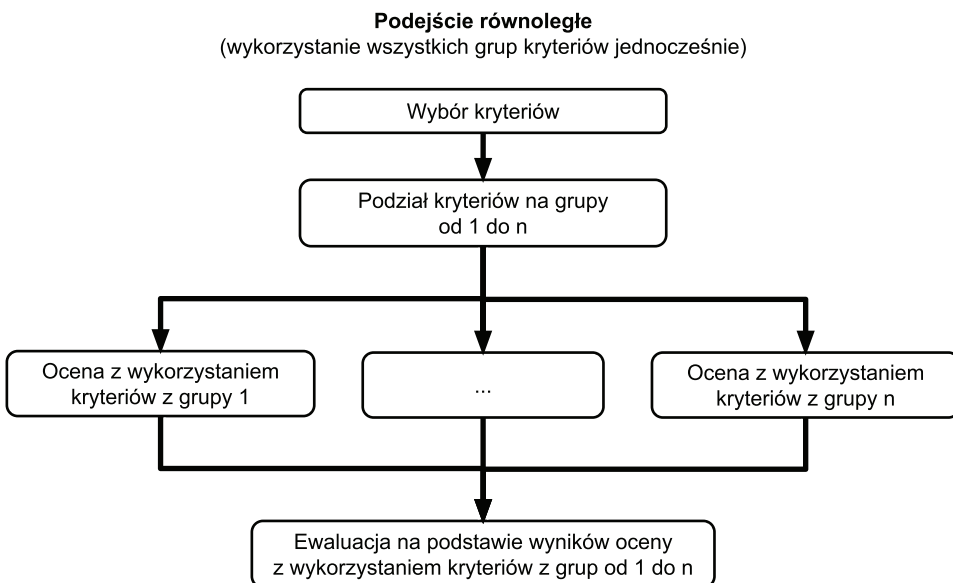 Podejście równoległe
(wykorzystanie wszystkich grup kryteriów jednocześnie)
Wybór kryteriów
Podział kryteriów na grupy
od 1 do n
Ocena z wykorzystaniem
kryteriów z grupy 1
...
Ocena z wykorzystaniem
kryteriów z grupy n
Ewaluacja na podstawie wyników oceny
z wykorzystaniem kryteriów z grup od 1 do n